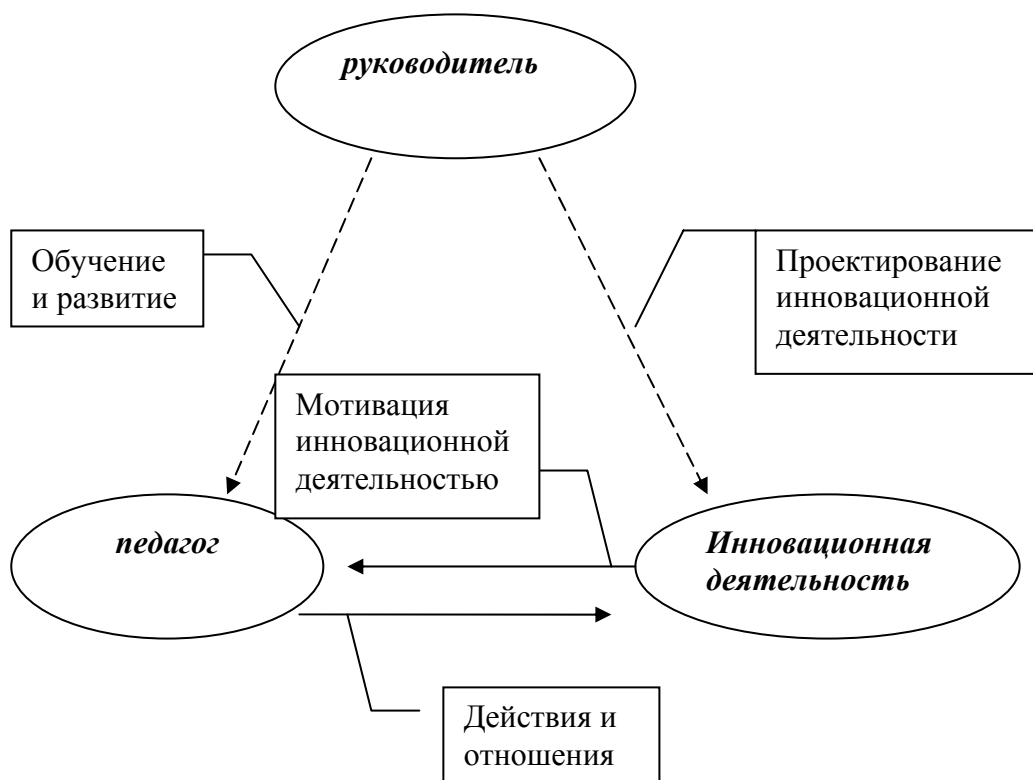 руководитель
Обучение
и развитие
Проектирование
инновационной
деятельности
Мотивация
инновационной
деятельностью
педагог
Инновационная
деятельность
Действия и
отношения